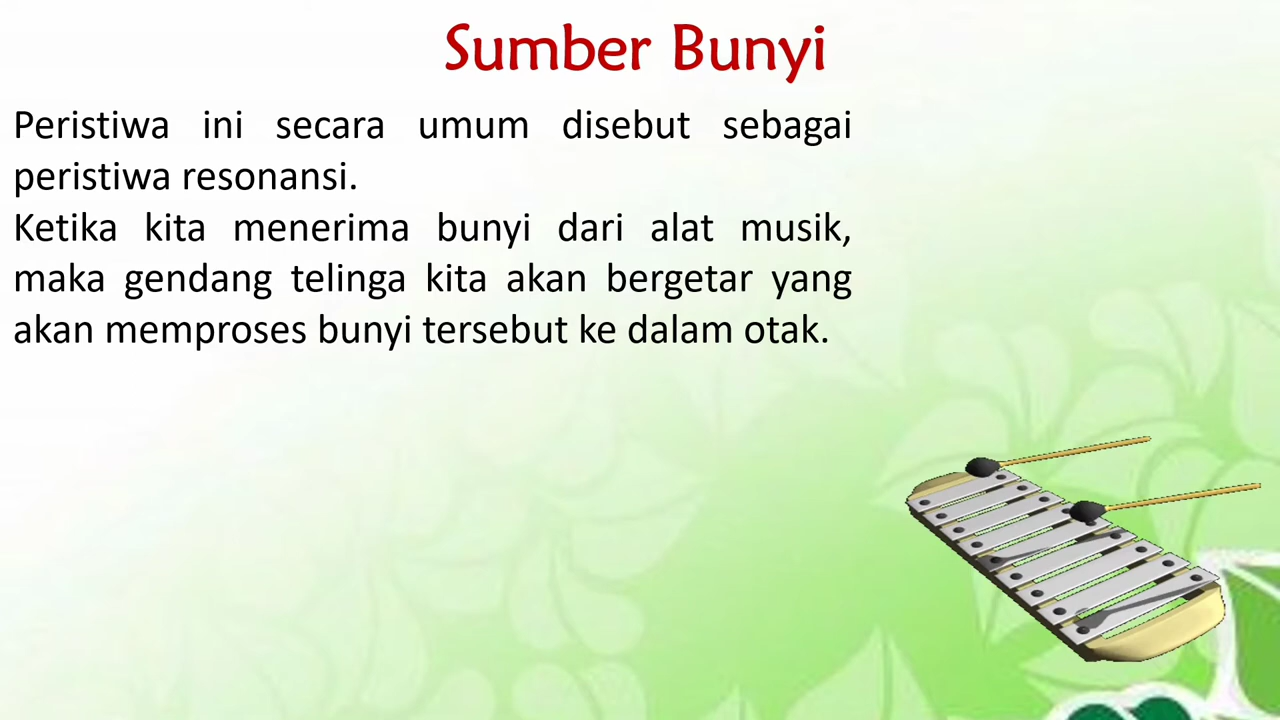 Sumber Bunyi
Peristiwa ini secara umum disebut sebagai
peristiwa resonansi.
Ketika kita menerima bunyi dari alat musik,
maka gendang telinga kita akan bergetar yang
akan memproses bunyi tersebut ke dalam otak.